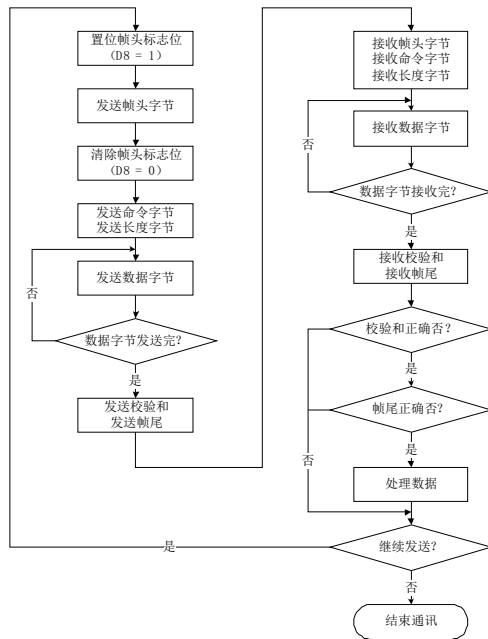 置位帧头标志位
（D8 = 1）
发送帧头字节
清除帧头标志位
（D8 = 0）
发送命令字节
发送长度字节
发送数据字节
否
数据字节发送完？
是
发送校验和
发送帧尾
接收帧头字节
接收命令字节
接收长度字节
接收数据字节
否
数据字节接收完？
是
接收校验和
接收帧尾
校验和正确否？
是
帧尾正确否？
否
是
处理数据
继续发送？
是
否
结束通讯